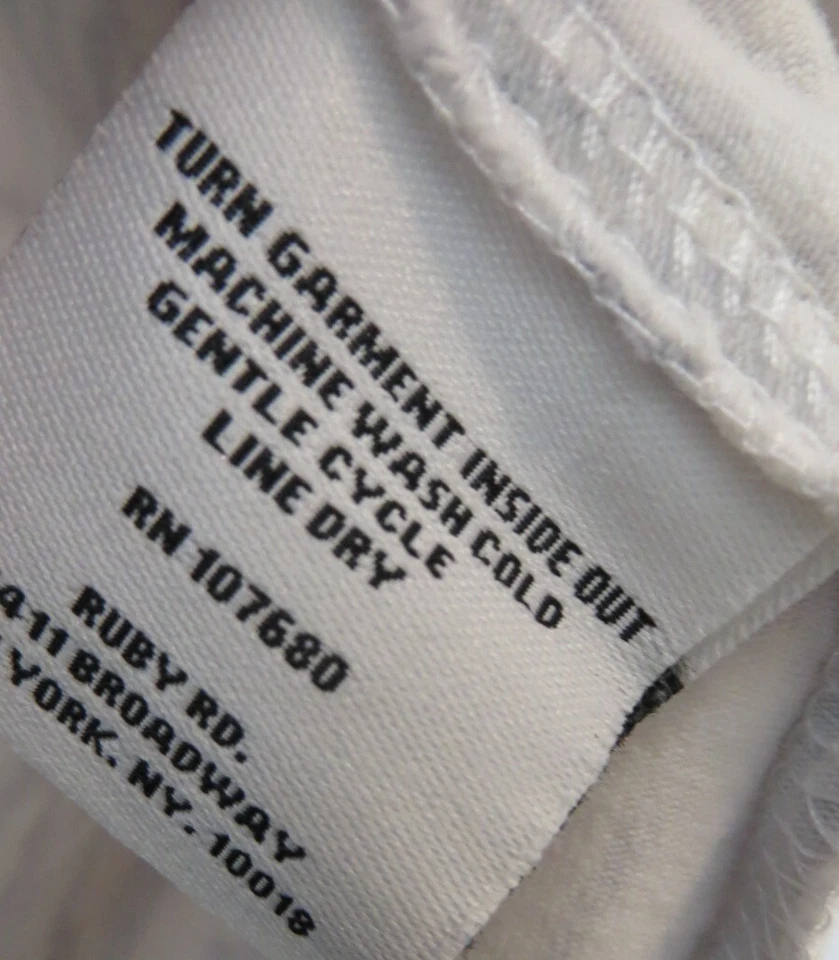 TURN GARMENT INSIDE OUT
MACHINE WASH COLD
GENTLE CYCLE
LINE DRY
RN 107680
RUBY RD.
1411 BROADWAY
YORK, NY. 10018